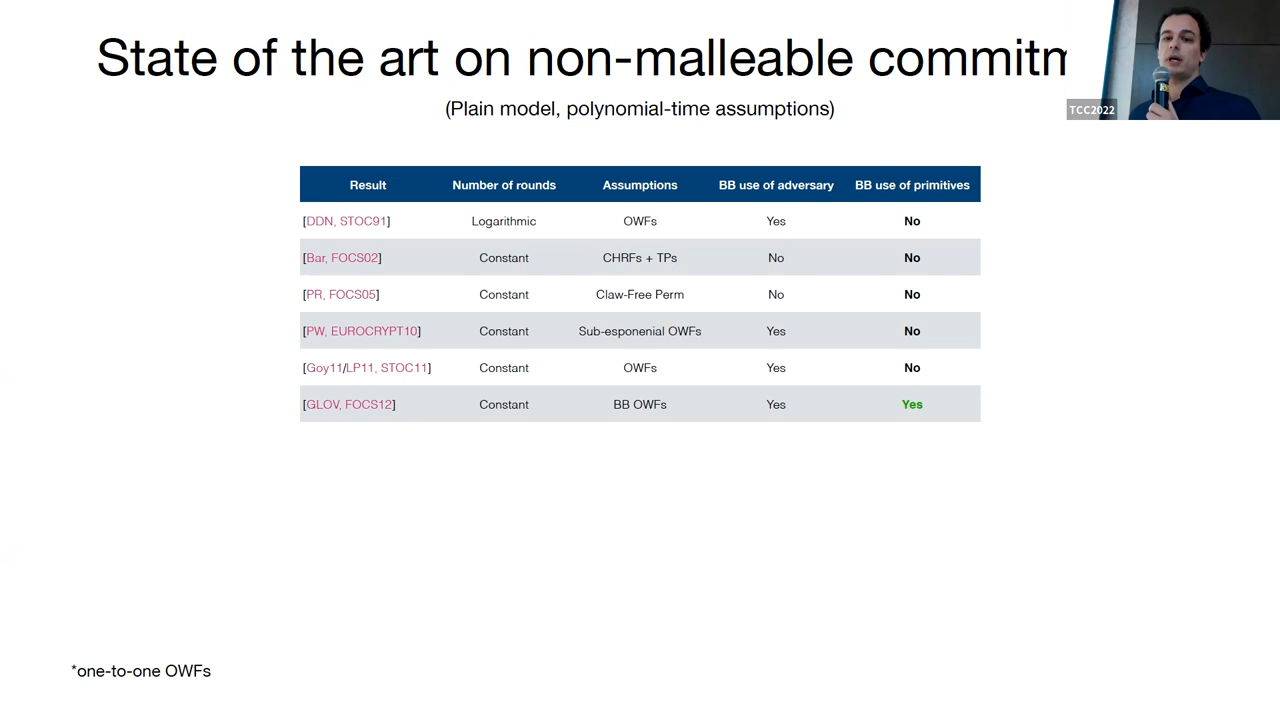 State of the art on non-malleable commitm
(Plain model, polynomial-time assumptions)
TCC2022
Result Number of rounds Assumptions BB use of adversary BB use of primitives
[DDN, STOC91] Logarithmic OWFs Yes No
[Bar, FOCS02] Constant CHRFs + TPs No No
[PR, FOCS05] Constant Claw-Free Perm No No
[PW, EUROCRYPT10] Constant Sub-esponenial OWFs Yes No
[Goy11/LP11, STOC11] Constant OWFs Yes No
[GLOV, FOCS12] Constant BB OWFs Yes Yes
*one-to-one OWFs